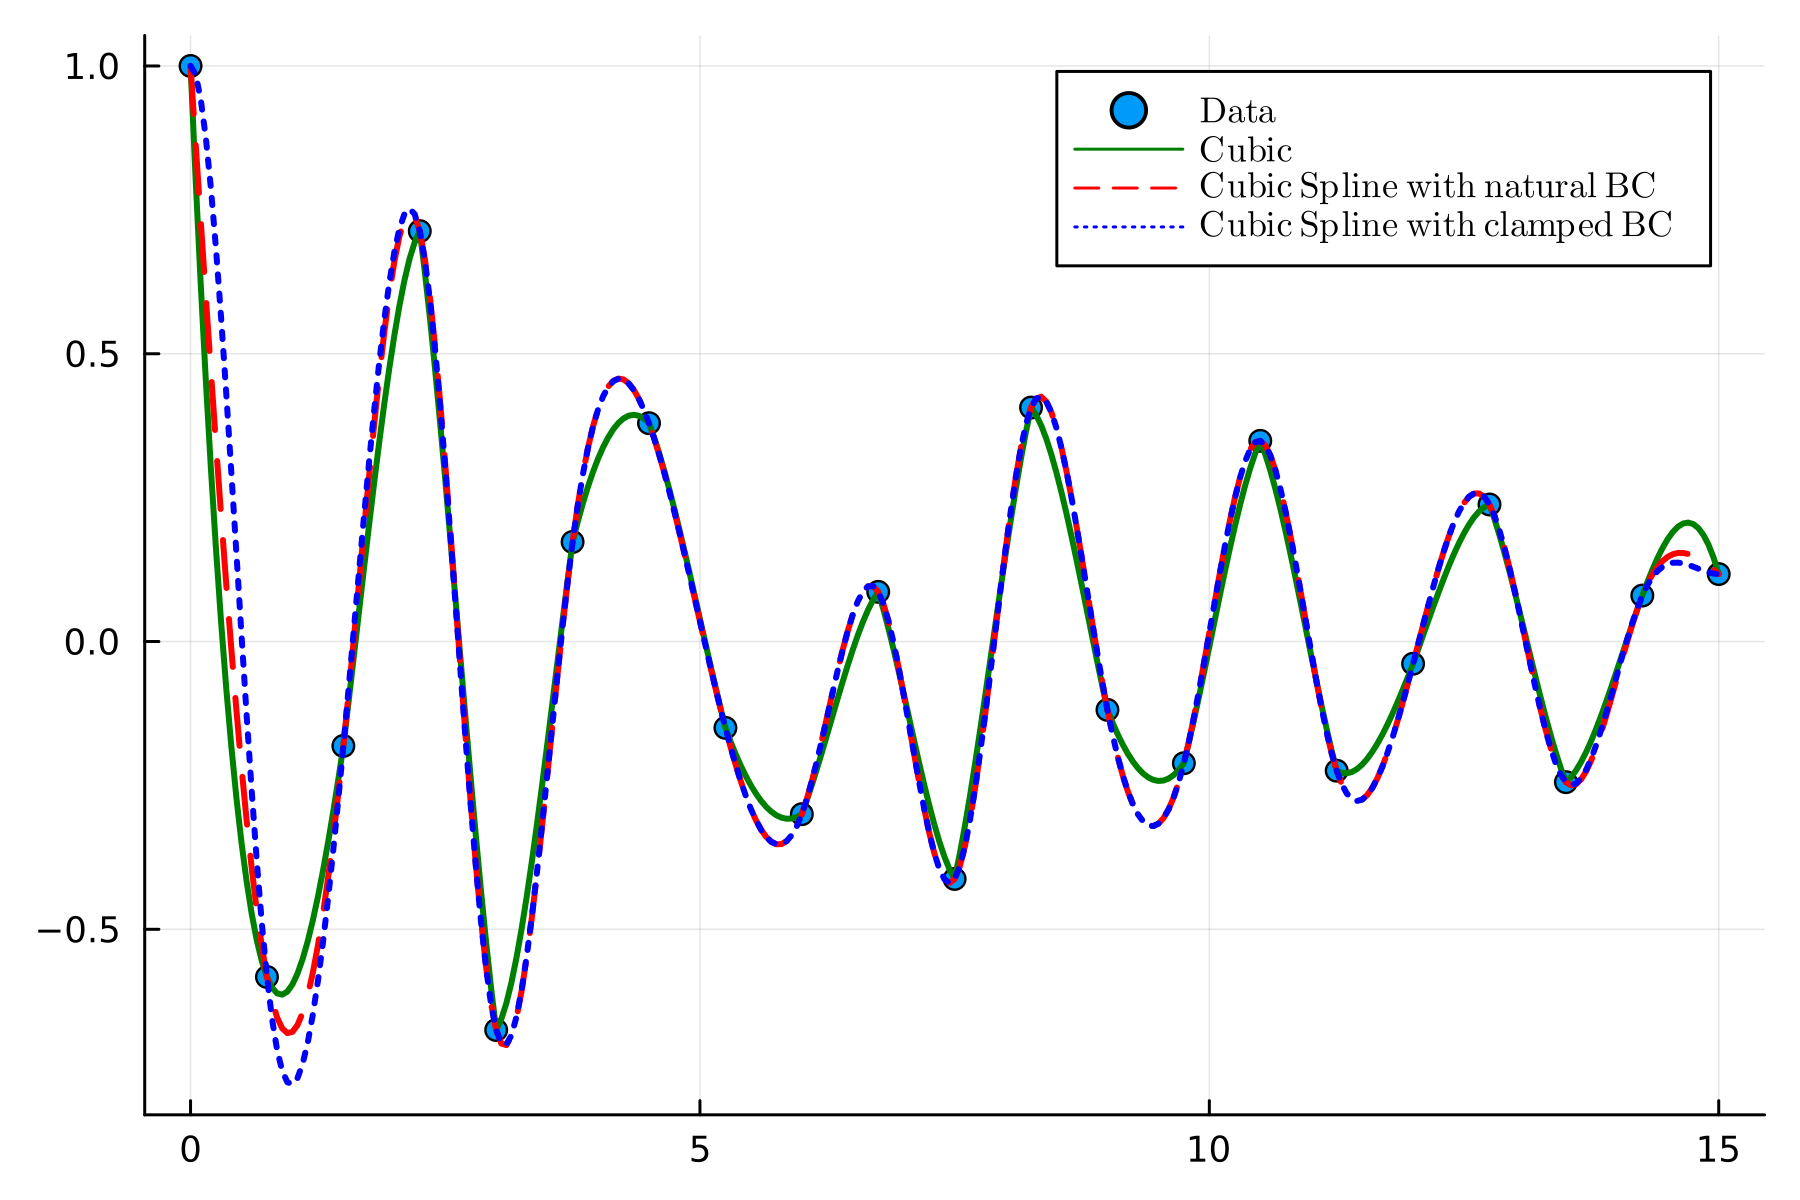 1.0
0.5
0.0
−0.5
0 5 10 15
Data
Cubic
Cubic Spline with natural BC
Cubic Spline with clamped BC